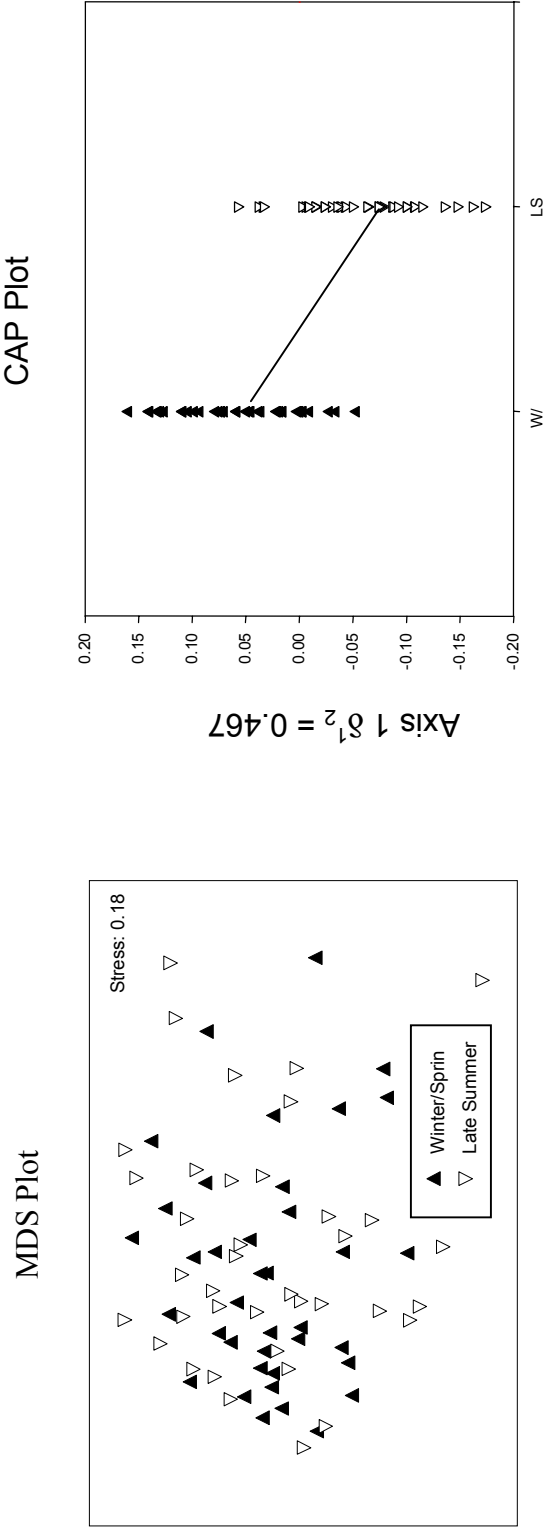 MDS Plot
Stress: 0.18
Winter/Sprin
Late Summer
CAP Plot
Axis 1 δ¹₂ = 0.467
0.20
0.15
0.10
0.05
0.00
-0.05
-0.10
-0.15
-0.20
W/
LS